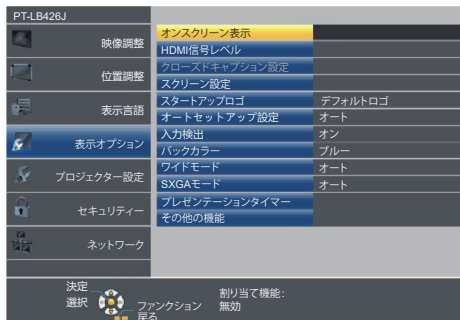 PT-LB426J
映像調整
位置調整
表示言語
表示オプション
プロジェクター設定
セキュリティー
ネットワーク
オンスクリーン表示
HDMI信号レベル
クローズドキャプション設定
スクリーン設定
スタートアップロゴ デフォルトロゴ
オートセットアップ設定 オート
入力検出 オン
バックカラー ブルー
ワイドモード オート
SXGAモード オート
プレゼンテーションタイマー
その他の機能
決定
選択
ファンクション
戻る
割り当て機能:
無効